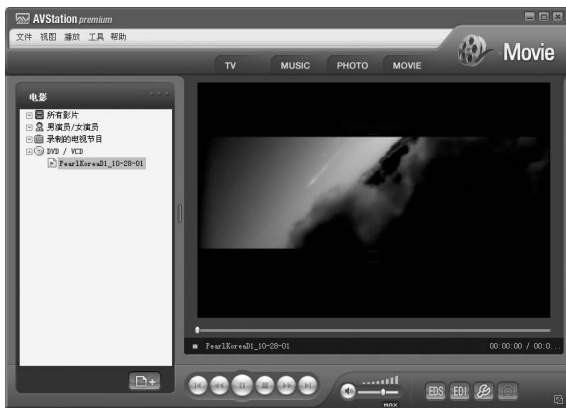 AVStation premium
文件 视图 播放 工具 帮助
TV MUSIC PHOTO MOVIE
Movie
电影
所有影片
男演员/女演员
录制的电视节目
DVD / VCD
PearlKoreaD1_10-28-01
PearlKoreaD1_10-28-01 00:00:00 / 00:0...
MAX
EDS EDI